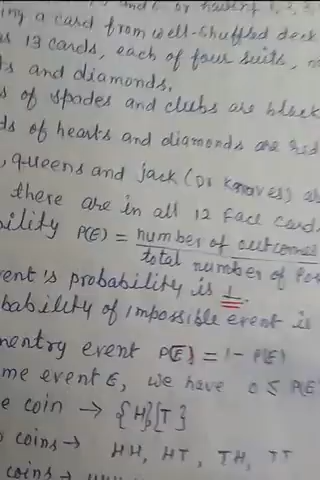 ing a card from well-shuffled deck
13 cards, each of four suits,
and diamonds.
s of spades and clubs are black
ds of hearts and diamonds are red
, queens and jack (or knaves)
there are in all 12 face card
bility P(E) = number of outcomes
total number of
event's probability is 1.
bability of impossible event is
mentry event P(E̅) = 1 - P(E)
me event E, we have 0 ≤ P(E
e coin → {H}{T}
coins → HH, HT, TH, TT
coins →